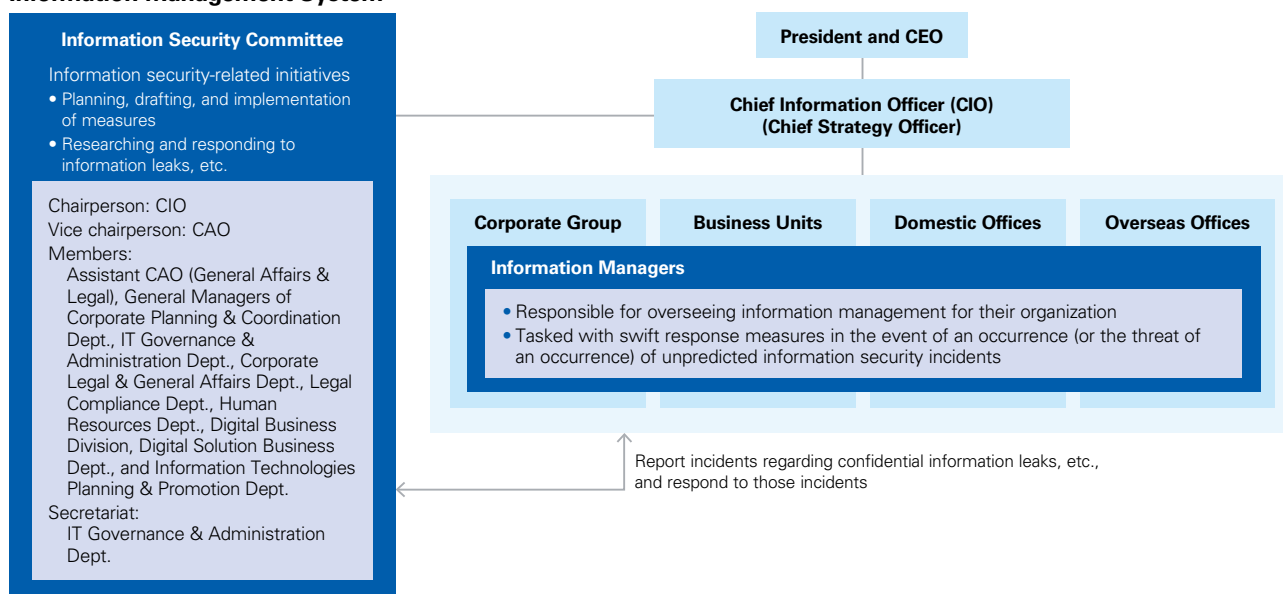 Information Management System
Information Security Committee
Information security-related initiatives
• Planning, drafting, and implementation
of measures
• Researching and responding to
information leaks, etc.
Chairperson: CIO
Vice chairperson: CAO
Members:
Assistant CAO (General Affairs &
Legal), General Managers of
Corporate Planning & Coordination
Dept., IT Governance &
Administration Dept., Corporate
Legal & General Affairs Dept., Legal
Compliance Dept., Human
Resources Dept., Digital Business
Division, Digital Solution Business
Dept., and Information Technologies
Planning & Promotion Dept.
Secretariat:
IT Governance & Administration
Dept.
President and CEO
Chief Information Officer (CIO)
(Chief Strategy Officer)
Corporate Group
Business Units
Domestic Offices
Overseas Offices
Information Managers
• Responsible for overseeing information management for their organization
• Tasked with swift response measures in the event of an occurrence (or the threat of
an occurrence) of unpredicted information security incidents
Report incidents regarding confidential information leaks, etc.,
and respond to those incidents